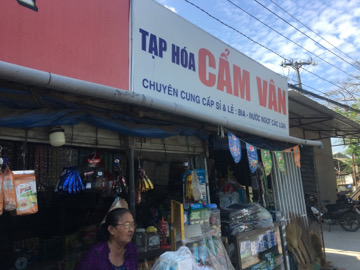 TẠP HÓA CẨM VÂN
CHUYÊN CUNG CẤP SỈ & LẺ : BIA - NƯỚC NGỌT CÁC LOẠI